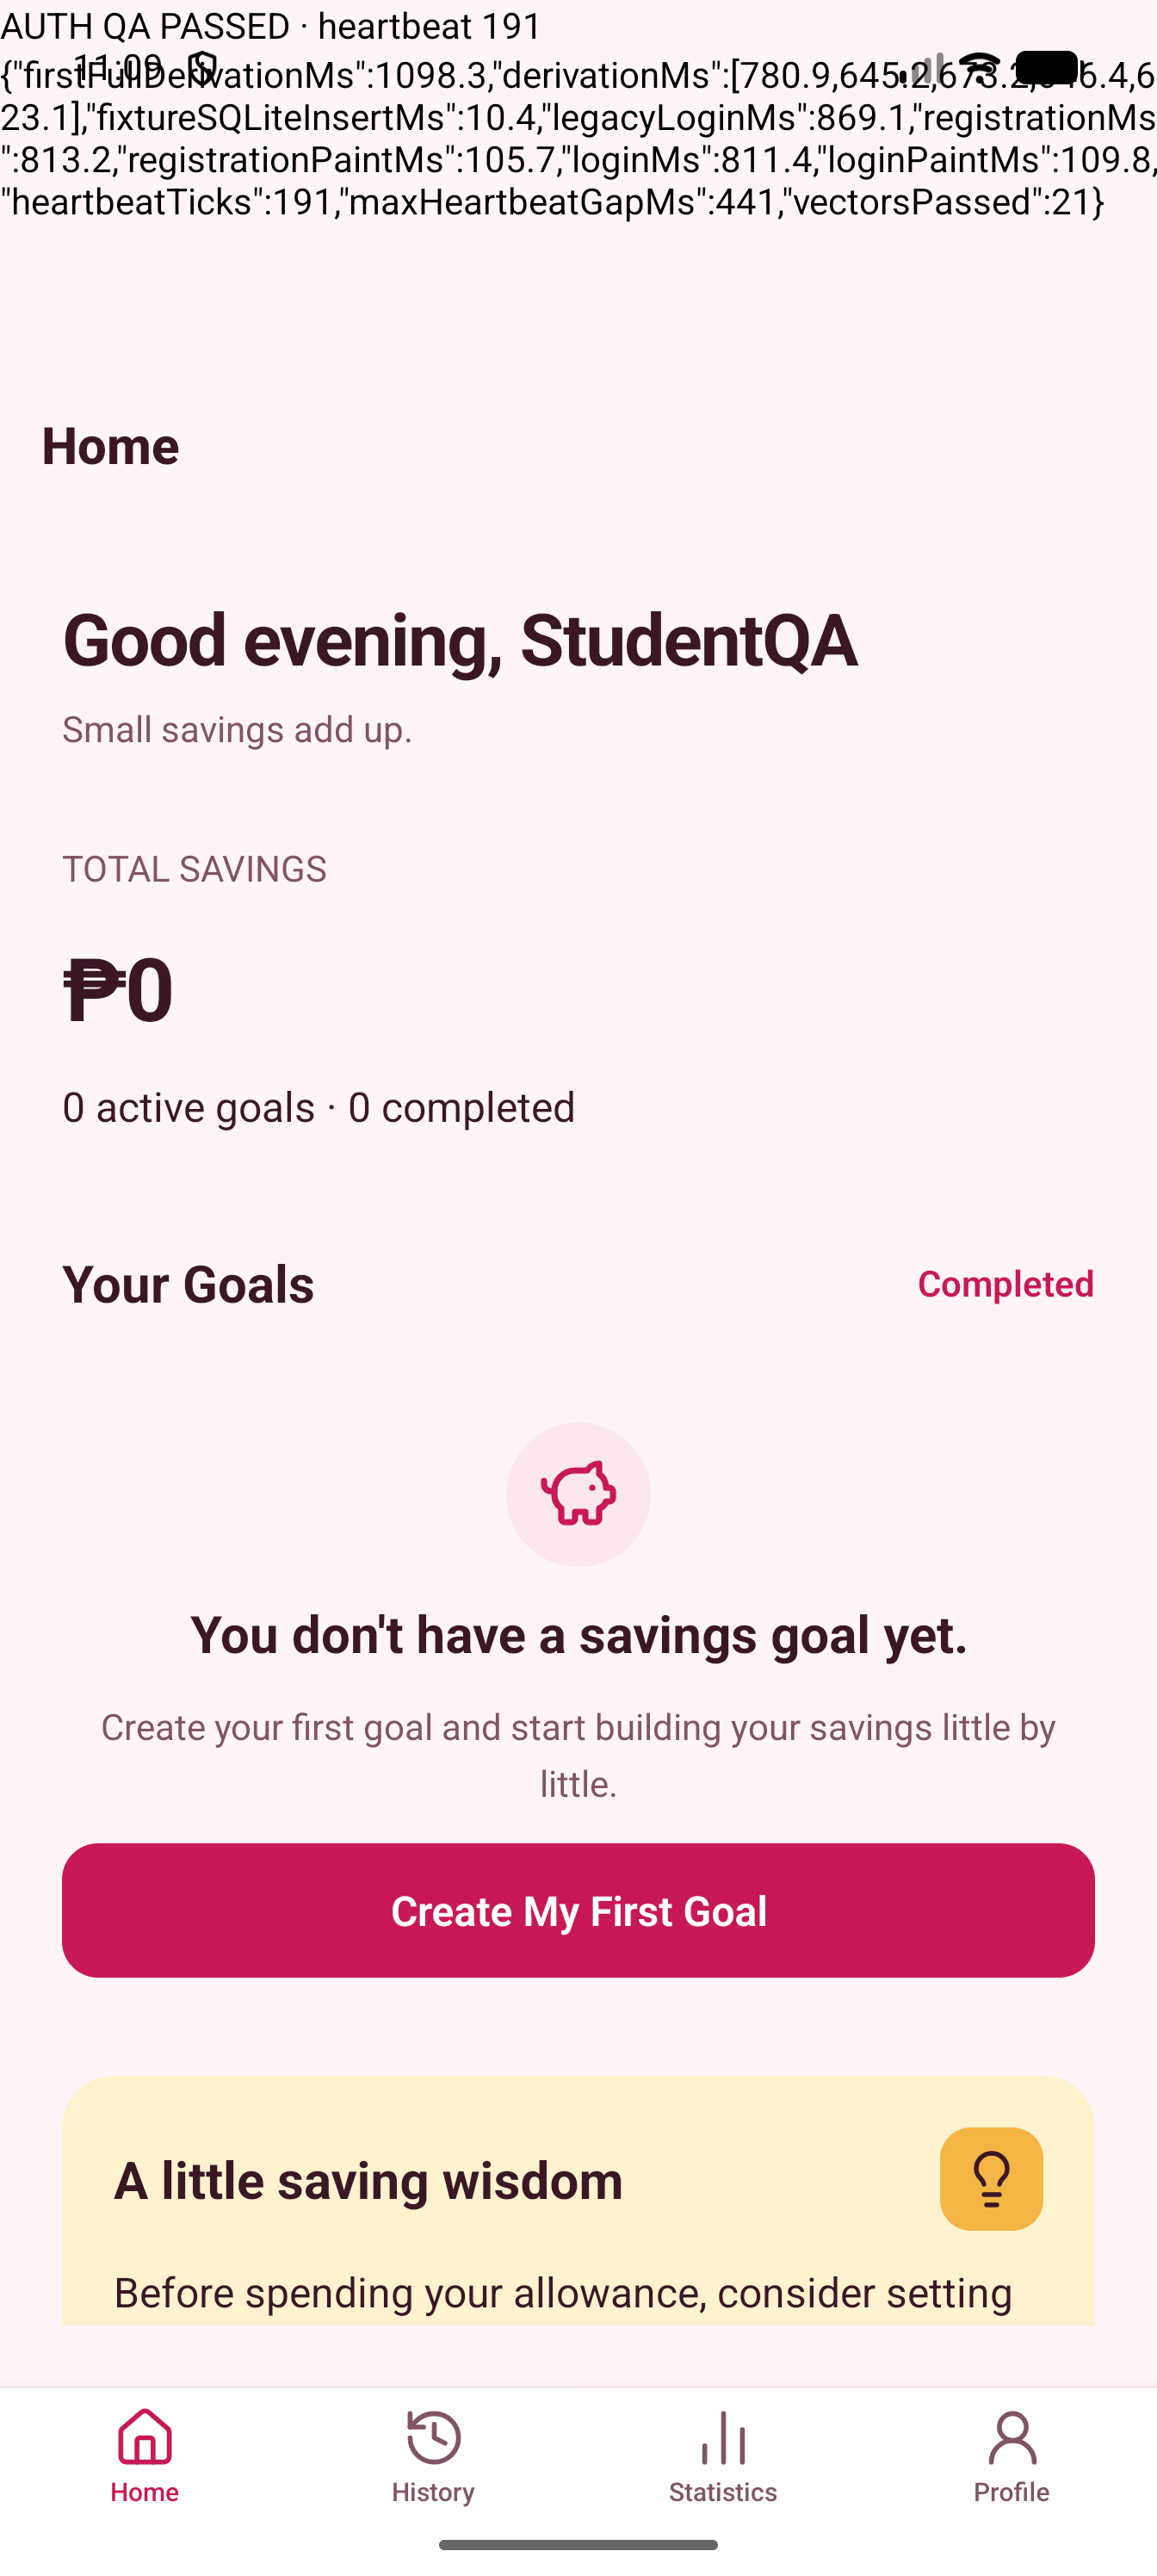 AUTH QA PASSED · heartbeat 191
11:09
{"firstFullDerivationMs":1098.3,"derivationMs":[780.9,645.2,673.2,646.4,6
23.1],"fixtureSQLiteInsertMs":10.4,"legacyLoginMs":869.1,"registrationMs
":813.2,"registrationPaintMs":105.7,"loginMs":811.4,"loginPaintMs":109.8,
"heartbeatTicks":191,"maxHeartbeatGapMs":441,"vectorsPassed":21}
Home
Good evening, StudentQA
Small savings add up.
TOTAL SAVINGS
₱0
0 active goals · 0 completed
Your Goals
Completed
You don't have a savings goal yet.
Create your first goal and start building your savings little by
little.
Create My First Goal
A little saving wisdom
Before spending your allowance, consider setting
Home
History
Statistics
Profile